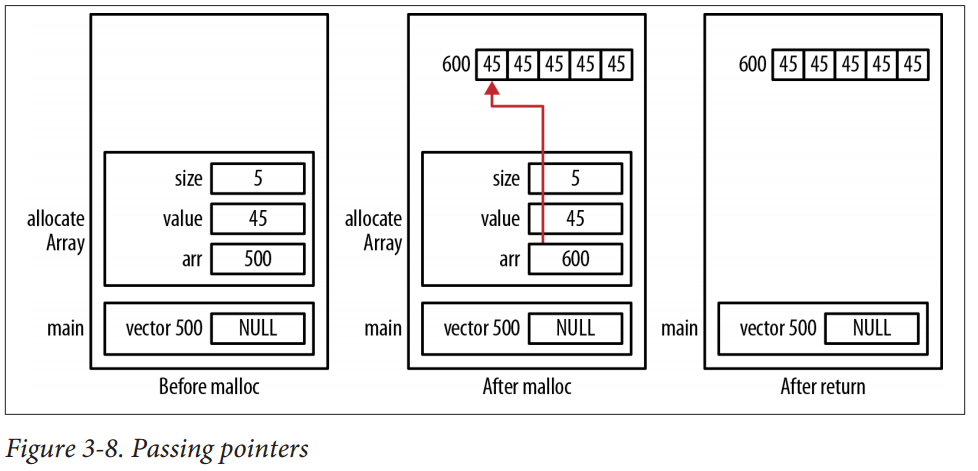 600 45 45 45 45 45
600 45 45 45 45 45
size 5
value 45
allocate
Array
arr 500
size 5
value 45
allocate
Array
arr 600
main vector 500 NULL
main vector 500 NULL
main vector 500 NULL
Before malloc
After malloc
After return
Figure 3-8. Passing pointers